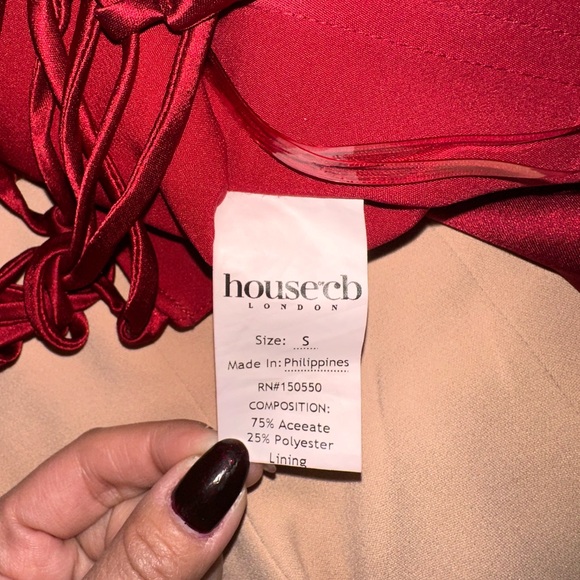 house of cb
LONDON
Size: S
Made In: Philippines
RN#150550
COMPOSITION:
75% Aceeate
25% Polyester
Lining